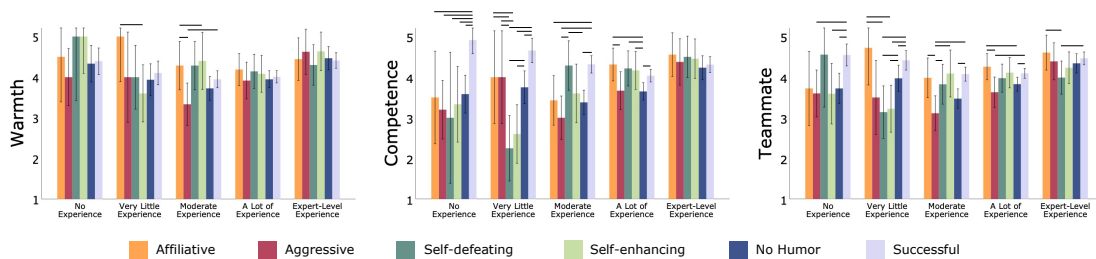 Warmth
5
4
3
2
1
No Experience
Very Little Experience
Moderate Experience
A Lot of Experience
Expert-Level Experience
Competence
5
4
3
2
1
No Experience
Very Little Experience
Moderate Experience
A Lot of Experience
Expert-Level Experience
Teammate
5
4
3
2
1
No Experience
Very Little Experience
Moderate Experience
A Lot of Experience
Expert-Level Experience
Affiliative
Aggressive
Self-defeating
Self-enhancing
No Humor
Successful